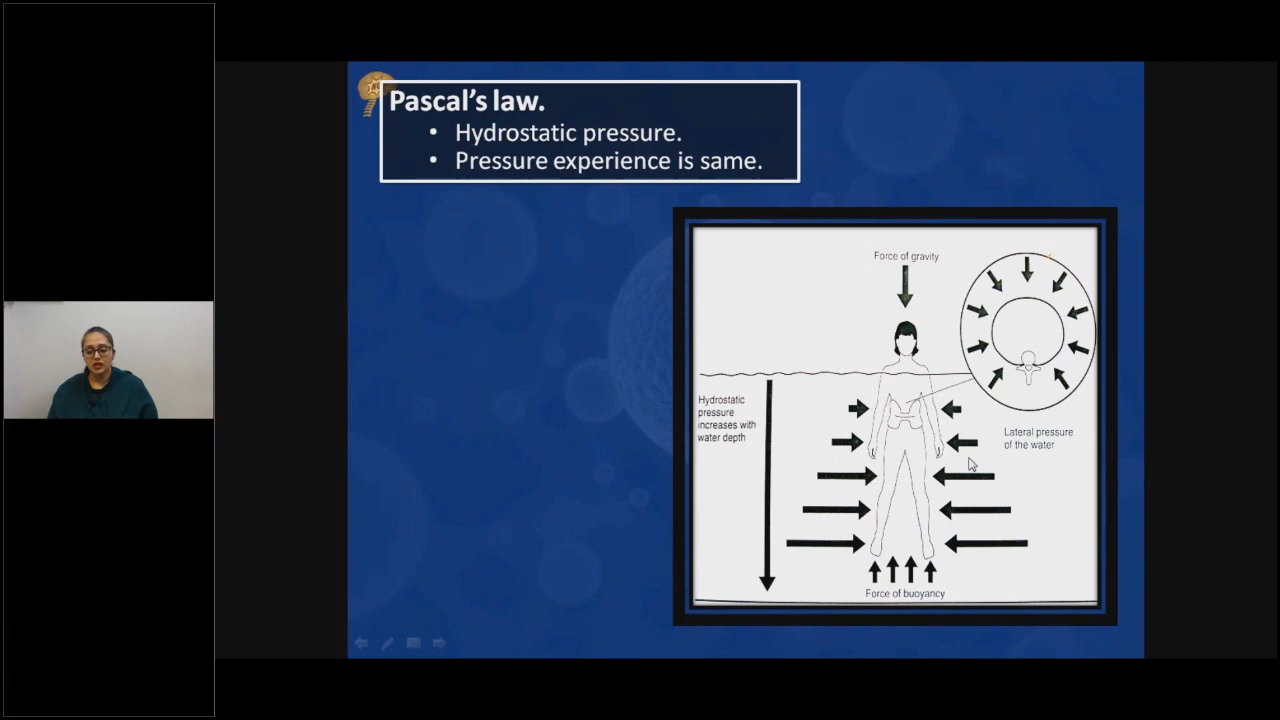 Pascal's law.
• Hydrostatic pressure.
• Pressure experience is same.
Force of gravity
Hydrostatic
pressure
increases with
water depth
Lateral pressure
of the water
Force of buoyancy